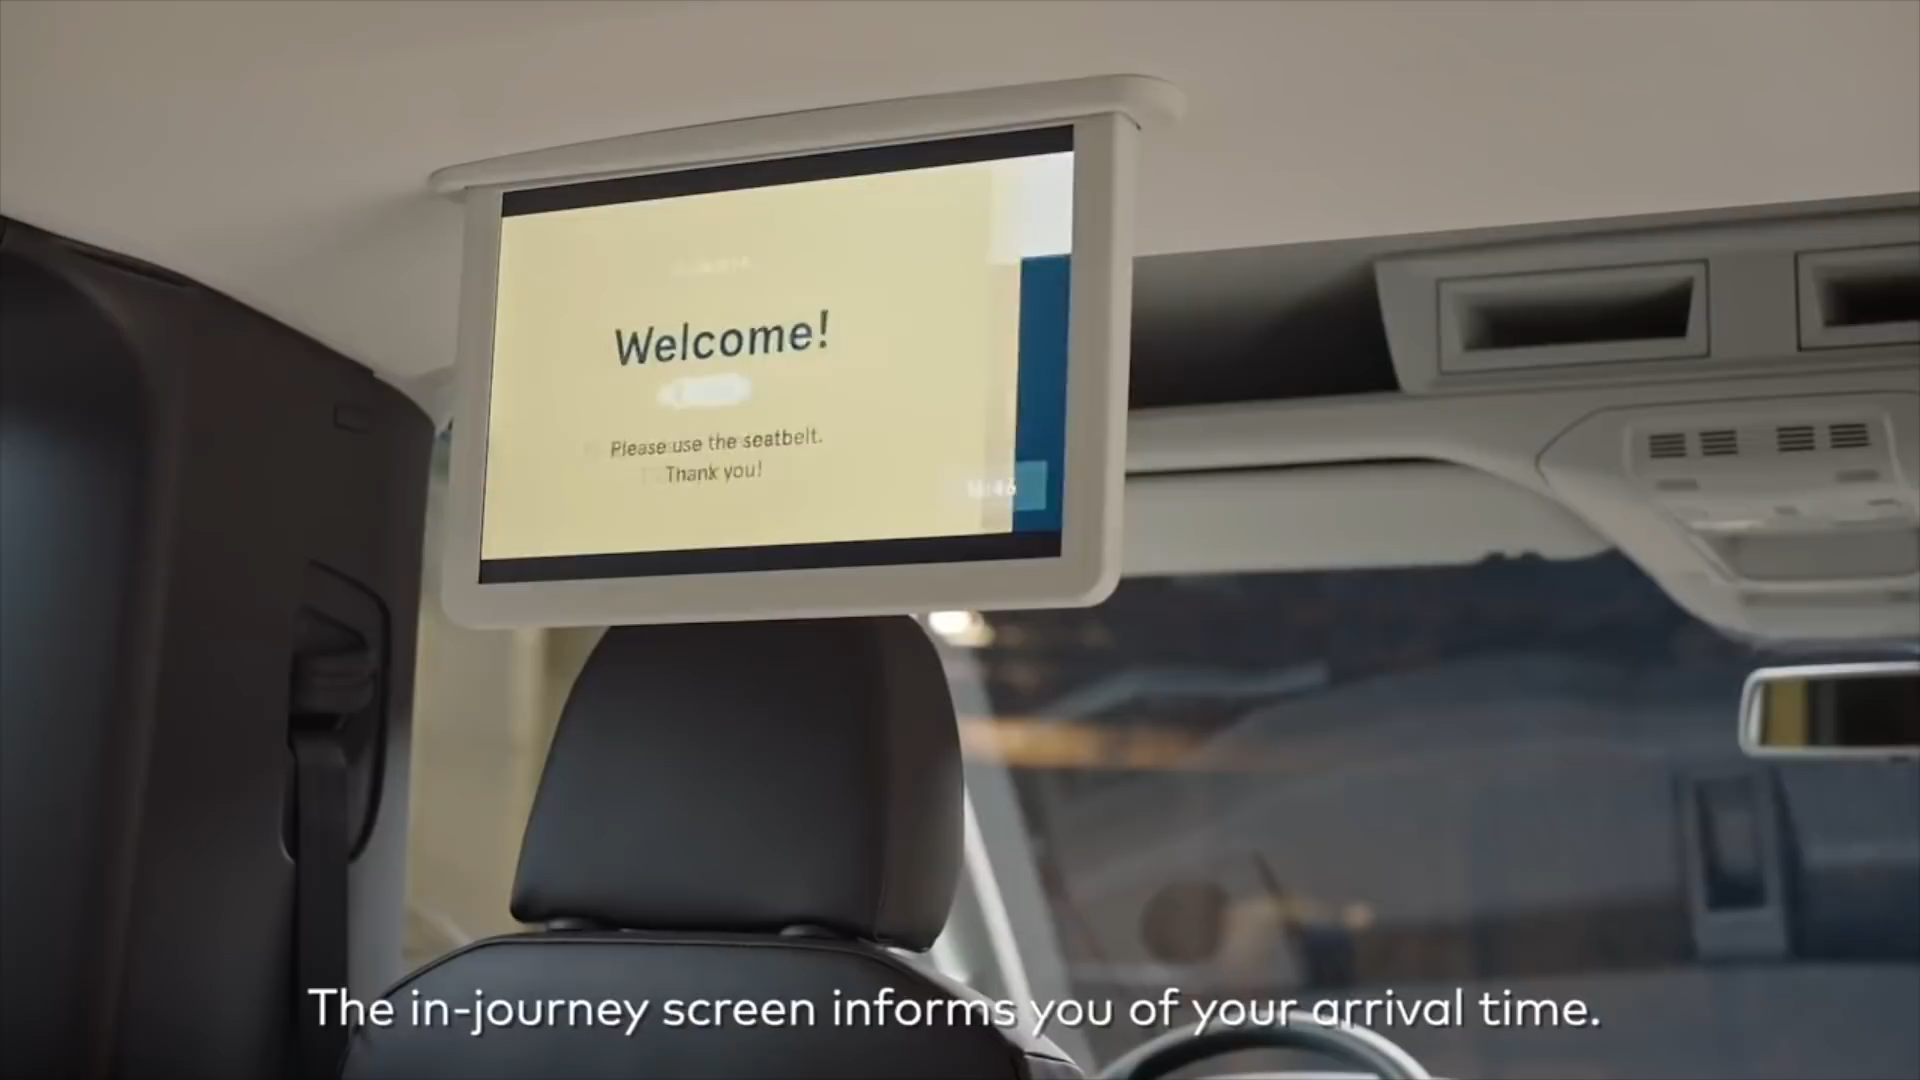 Welcome!
Please use the seatbelt.
Thank you!
The in-journey screen informs you of your arrival time.